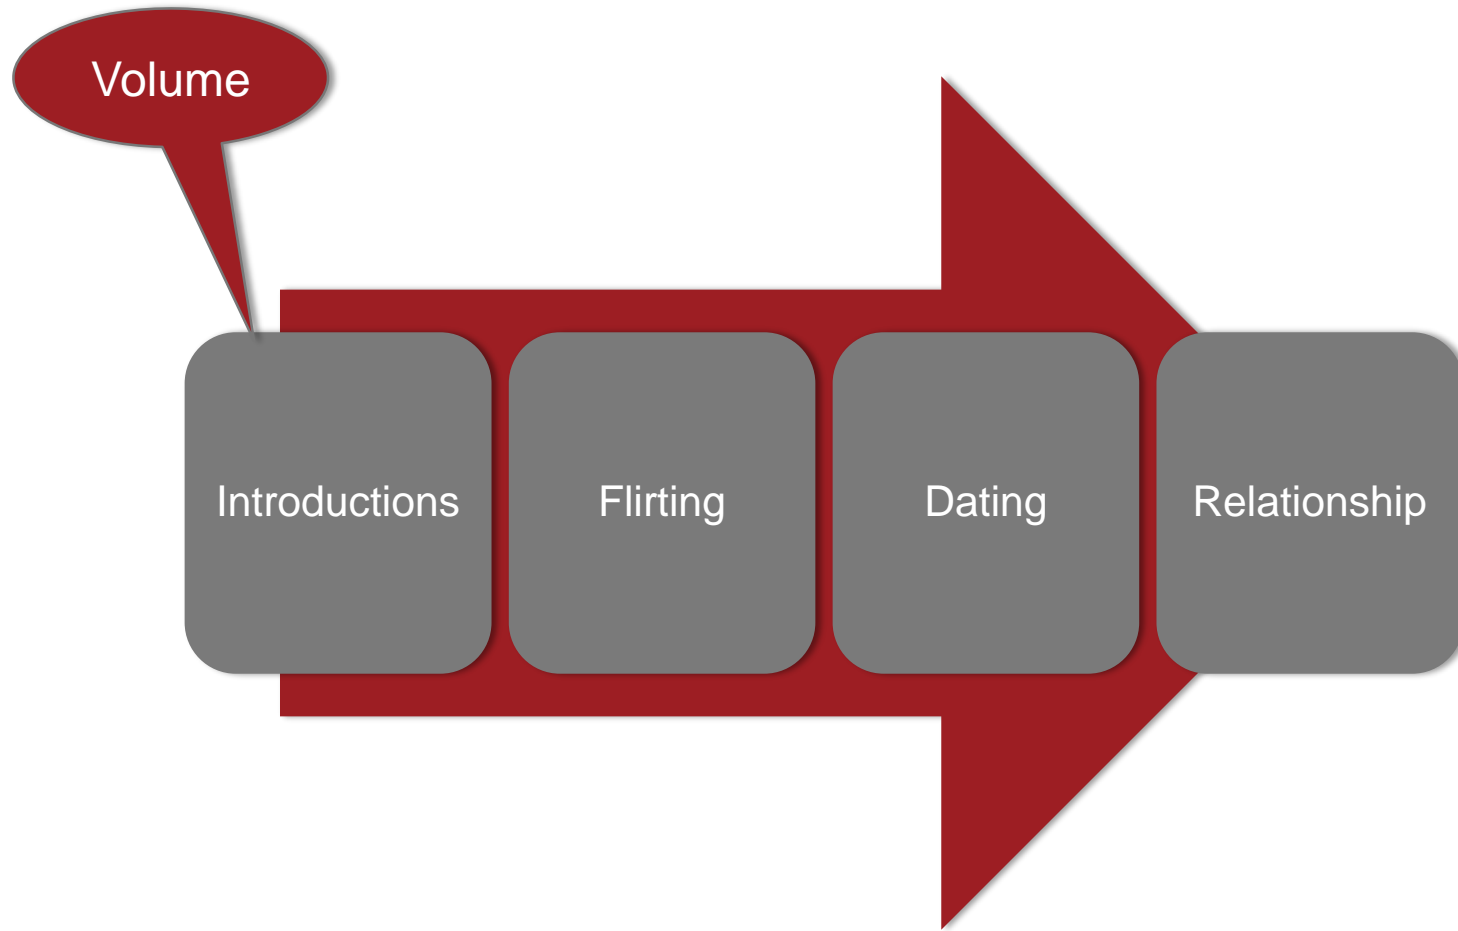 Volume
Introductions
Flirting
Dating
Relationship